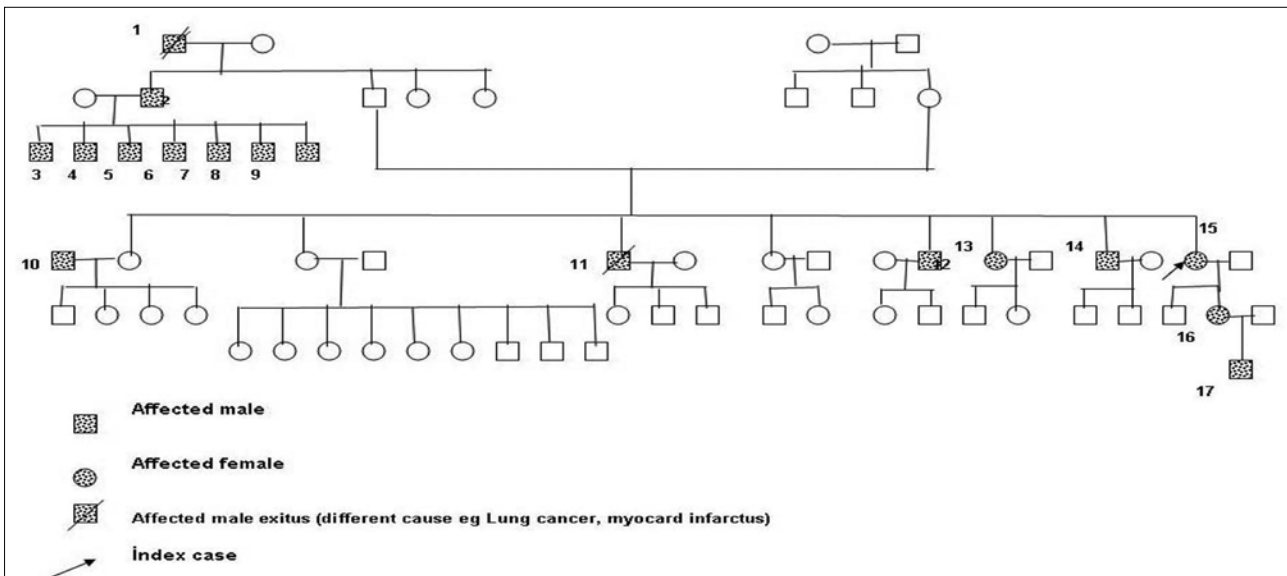 1
2
3 4 5 6 7 8 9
15
10 11 12 13 14
16
17
Affected male
Affected female
Affected male exitus (different cause eg Lung cancer, myocard infarctus)
İndex case